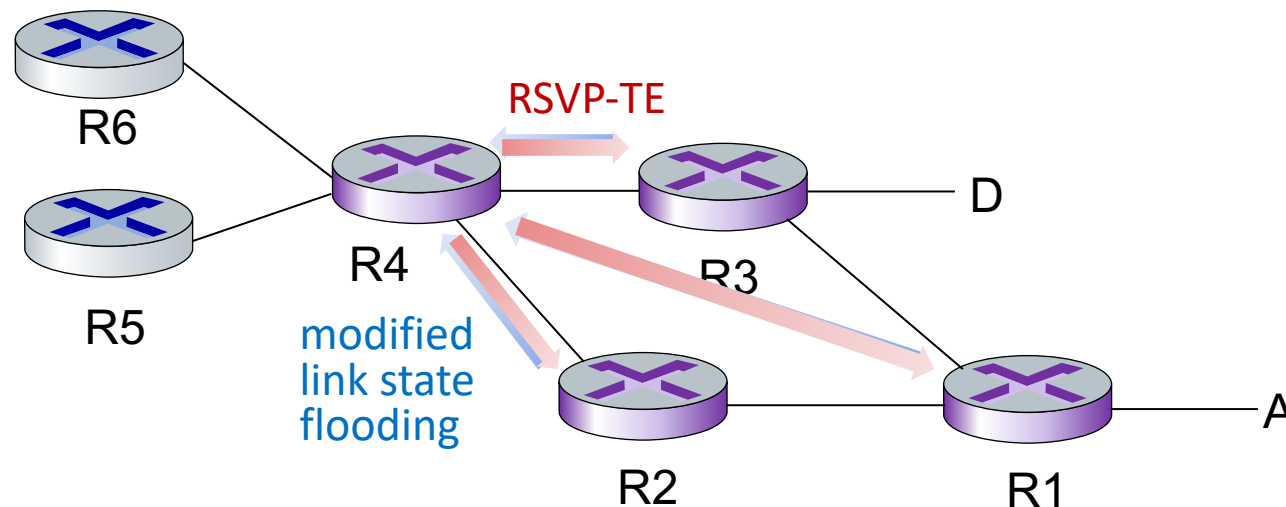 RSVP-TE
R6
D
R4
R3
R5
modified
link state
flooding
A
R2
R1